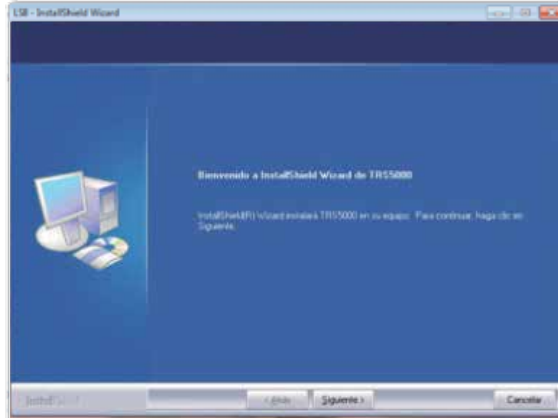 LSB - InstallShield Wizard
Bienvenido a InstallShield Wizard de TRS5000
InstallShield(R) Wizard instalará TRS5000 en su equipo. Para continuar, haga clic en
Siguiente.
InstallShield
< Atrás Siguiente > Cancelar